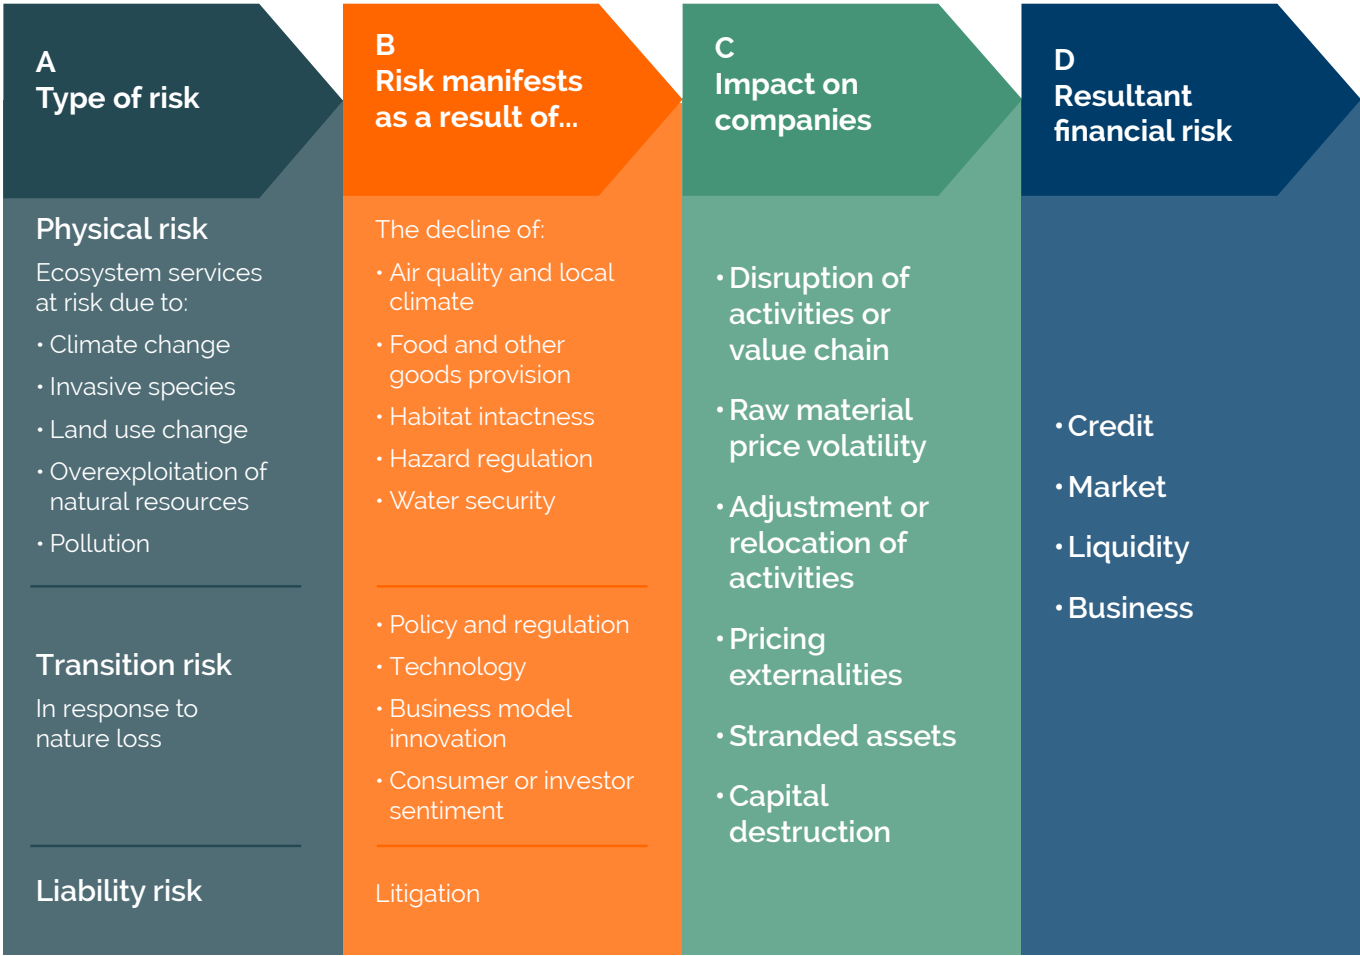 A
Type of risk
Physical risk
Ecosystem services
at risk due to:
• Climate change
• Invasive species
• Land use change
• Overexploitation of
natural resources
• Pollution
Transition risk
In response to
nature loss
Liability risk
B
Risk manifests
as a result of...
The decline of:
• Air quality and local
climate
• Food and other
goods provision
• Habitat intactness
• Hazard regulation
• Water security
• Policy and regulation
• Technology
• Business model
innovation
• Consumer or investor
sentiment
Litigation
C
Impact on
companies
• Disruption of
activities or
value chain
• Raw material
price volatility
• Adjustment or
relocation of
activities
• Pricing
externalities
• Stranded assets
• Capital
destruction
D
Resultant
financial risk
• Credit
• Market
• Liquidity
• Business